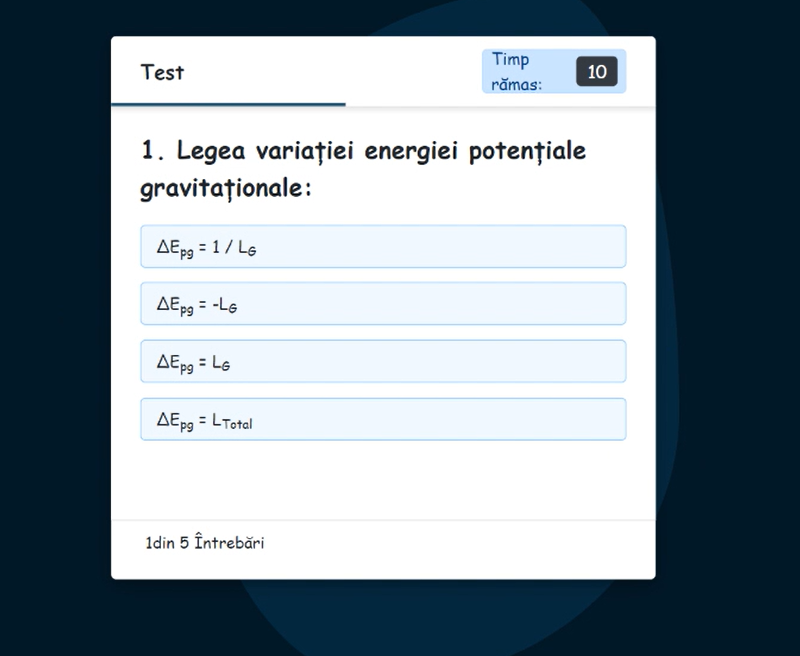 Test
Timp
rămas:
10
1. Legea variației energiei potențiale
gravitaționale:
ΔEpg = 1 / LG
ΔEpg = -LG
ΔEpg = LG
ΔEpg = LTotal
1din 5 Întrebări